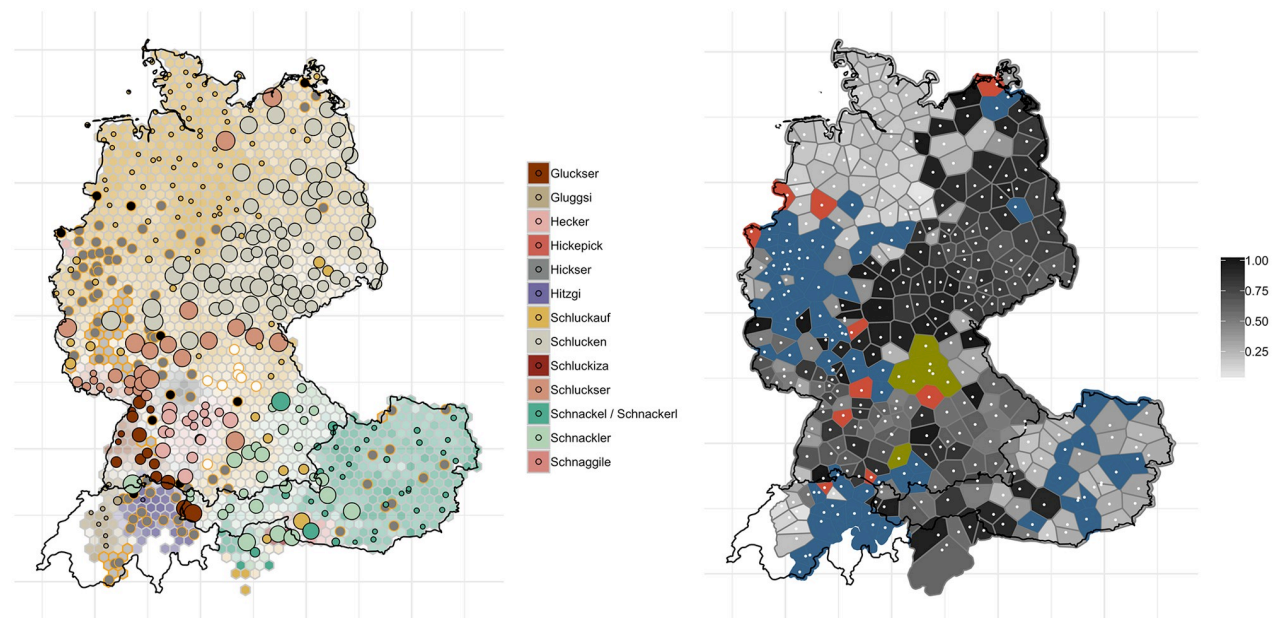 Gluckser
Gluggsi
Hecker
Hickepick
Hickser
Hitzgi
Schluckauf
Schlucken
Schluckiza
Schluckser
Schnackel / Schnackerl
Schnackler
Schnaggile
1.00
0.75
0.50
0.25